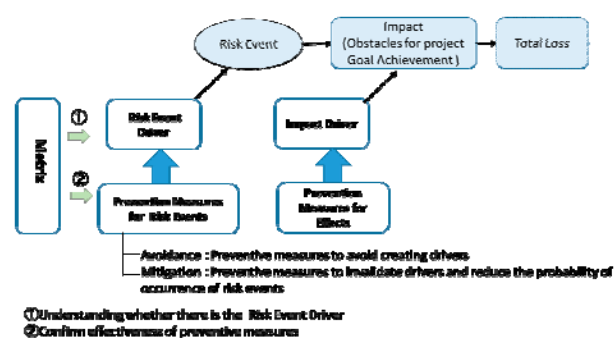 Risk Event
Impact
(Obstacles for project
Goal Achievement )
Total Loss
Metrix
①
Risk Event
Driver
Impact Driver
②
Prevention Measures
for Risk Events
Prevention
Measures for
Effects
Avoidance : Preventive measures to avoid creating drivers
Mitigation : Preventive measures to invalidate drivers and reduce the probability of
occurrence of risk events
①Understanding whether there is the Risk Event Driver
②Confirm effectiveness of preventive measures